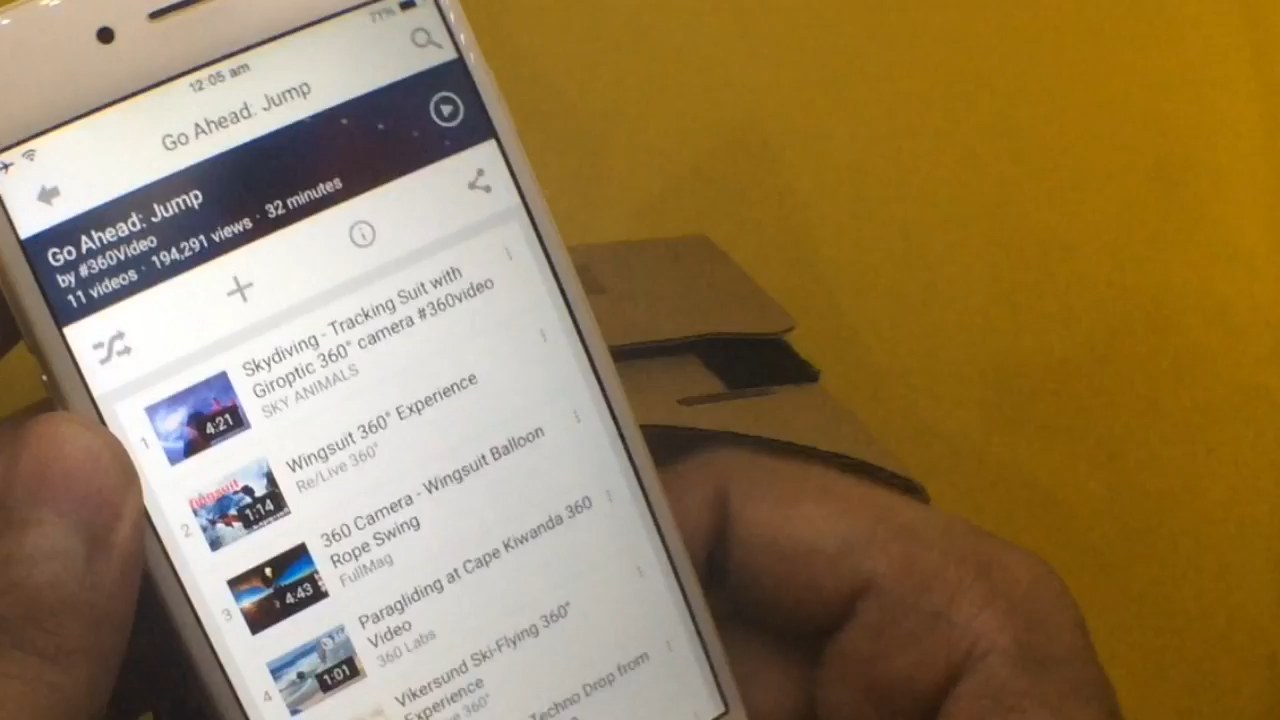 71%
12:05 am
Go Ahead: Jump
Go Ahead: Jump
by #360Video
11 videos · 194,291 views · 32 minutes
1
Skydiving - Tracking Suit with
Giroptic 360° camera #360video
SKY ANIMALS
4:21
2
Wingsuit 360° Experience
Re/Live 360°
Wingsuit
1:14
3
360 Camera - Wingsuit Balloon
Rope Swing
FullMag
4:43
4
Paragliding at Cape Kiwanda 360
Video
360 Labs
1:01
Vikersund Ski-Flying 360°
Experience
360°
Techno Drop from